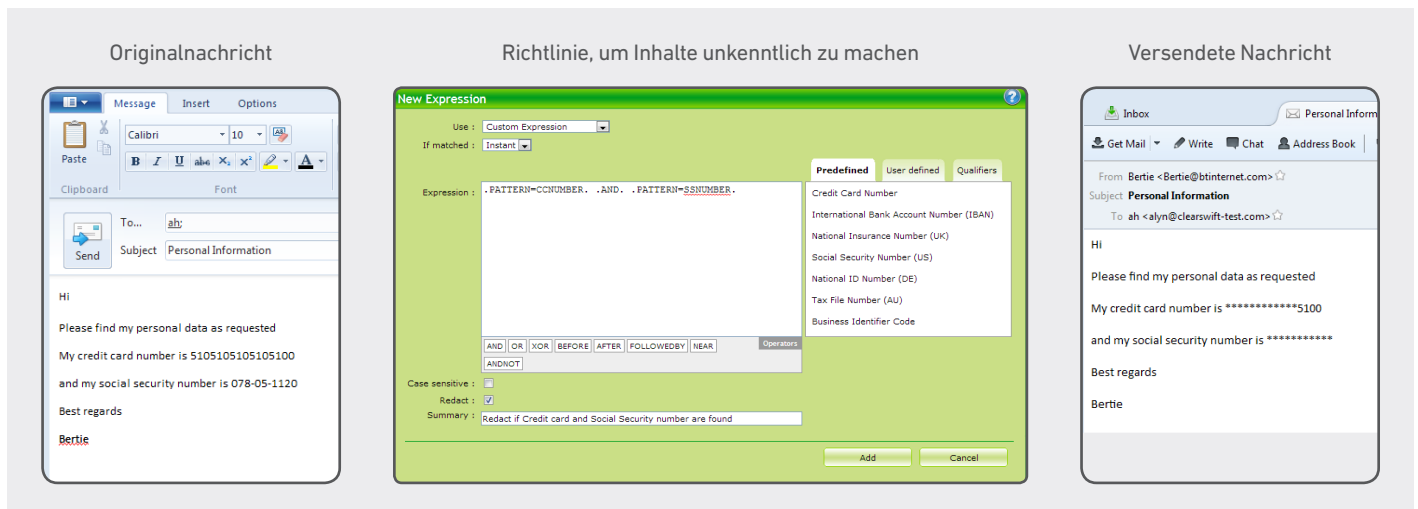 Originalnachricht
Richtlinie, um Inhalte unkenntlich zu machen
Versendete Nachricht
Message Insert Options
Calibri 10
Paste
B I U abc X₂ X² A
Clipboard Font
To... ah;
Send
Subject Personal Information
Hi
Please find my personal data as requested
My credit card number is 5105105105105100
and my social security number is 078-05-1120
Best regards
Bertie
New Expression ?
Use : Custom Expression
If matched : Instant
Predefined User defined Qualifiers
Expression : .PATTERN=CCNUMBER. .AND. .PATTERN=SSNUMBER.
Credit Card Number
International Bank Account Number (IBAN)
National Insurance Number (UK)
Social Security Number (US)
National ID Number (DE)
Tax File Number (AU)
Business Identifier Code
AND OR XOR BEFORE AFTER FOLLOWEDBY NEAR Operators
ANDNOT
Case sensitive :
Redact :
Summary : Redact if Credit card and Social Security number are found
Add Cancel
Inbox Personal Inform
Get Mail Write Chat Address Book
From Bertie <Bertie@btinternet.com>
Subject Personal Information
To ah <alyn@clearswift-test.com>
Hi
Please find my personal data as requested
My credit card number is ************5100
and my social security number is ***********
Best regards
Bertie